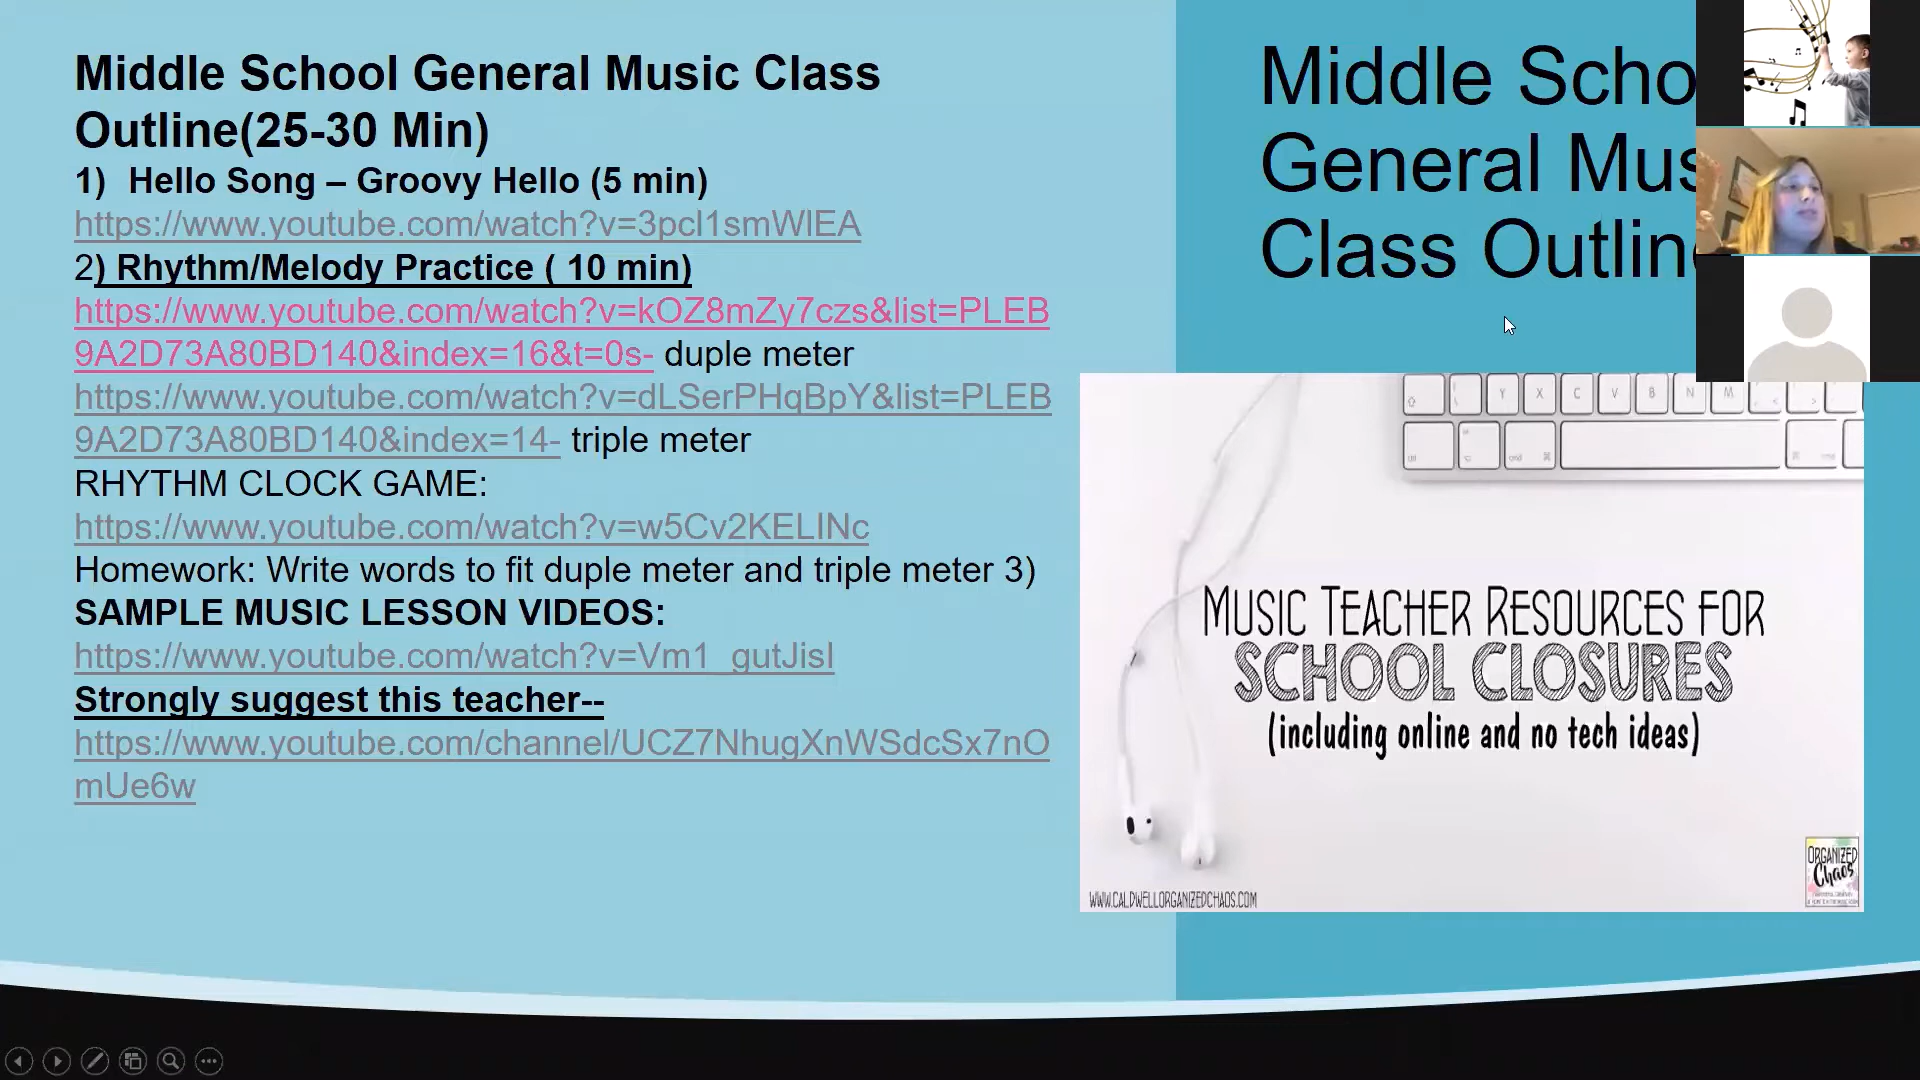 Middle School General Music Class
Outline(25-30 Min)
1) Hello Song – Groovy Hello (5 min)
https://www.youtube.com/watch?v=3pcl1smWlEA
2) Rhythm/Melody Practice ( 10 min)
https://www.youtube.com/watch?v=kOZ8mZy7czs&list=PLEB
9A2D73A80BD140&index=16&t=0s- duple meter
https://www.youtube.com/watch?v=dLSerPHqBpY&list=PLEB
9A2D73A80BD140&index=14- triple meter
RHYTHM CLOCK GAME:
https://www.youtube.com/watch?v=w5Cv2KELINc
Homework: Write words to fit duple meter and triple meter 3)
SAMPLE MUSIC LESSON VIDEOS:
https://www.youtube.com/watch?v=Vm1_gutJisI
Strongly suggest this teacher--
https://www.youtube.com/channel/UCZ7NhugXnWSdcSx7nO
mUe6w
Middle Scho
General Mus
Class Outlin
Y X C V B N M
cmd
MUSIC TEACHER RESOURCES FOR
SCHOOL CLOSURES
(including online and no tech ideas)
WWW.CALDWELLORGANIZEDCHAOS.COM
ORGANIZED
Chaos